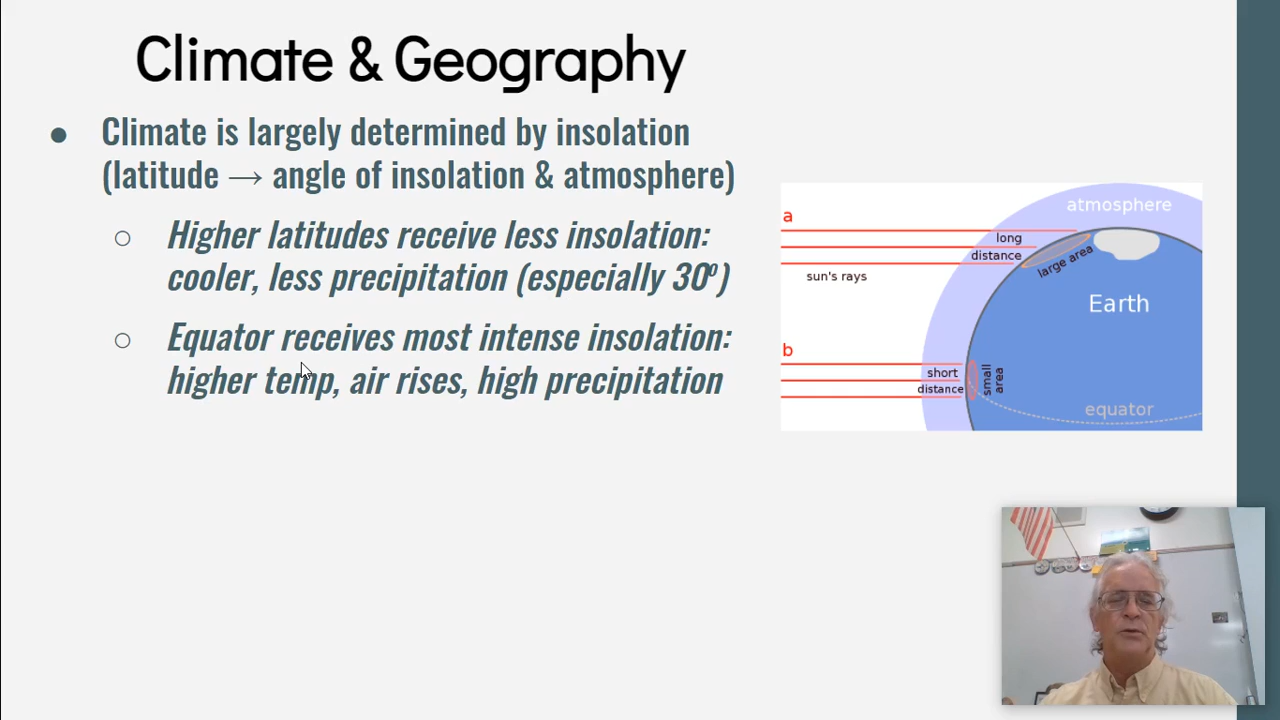 Climate & Geography
● Climate is largely determined by insolation
(latitude → angle of insolation & atmosphere)
○ Higher latitudes receive less insolation:
cooler, less precipitation (especially 30⁰)
○ Equator receives most intense insolation:
higher temp, air rises, high precipitation
atmosphere
a
long
distance
large area
sun's rays
Earth
b
short
distance
small
area
equator